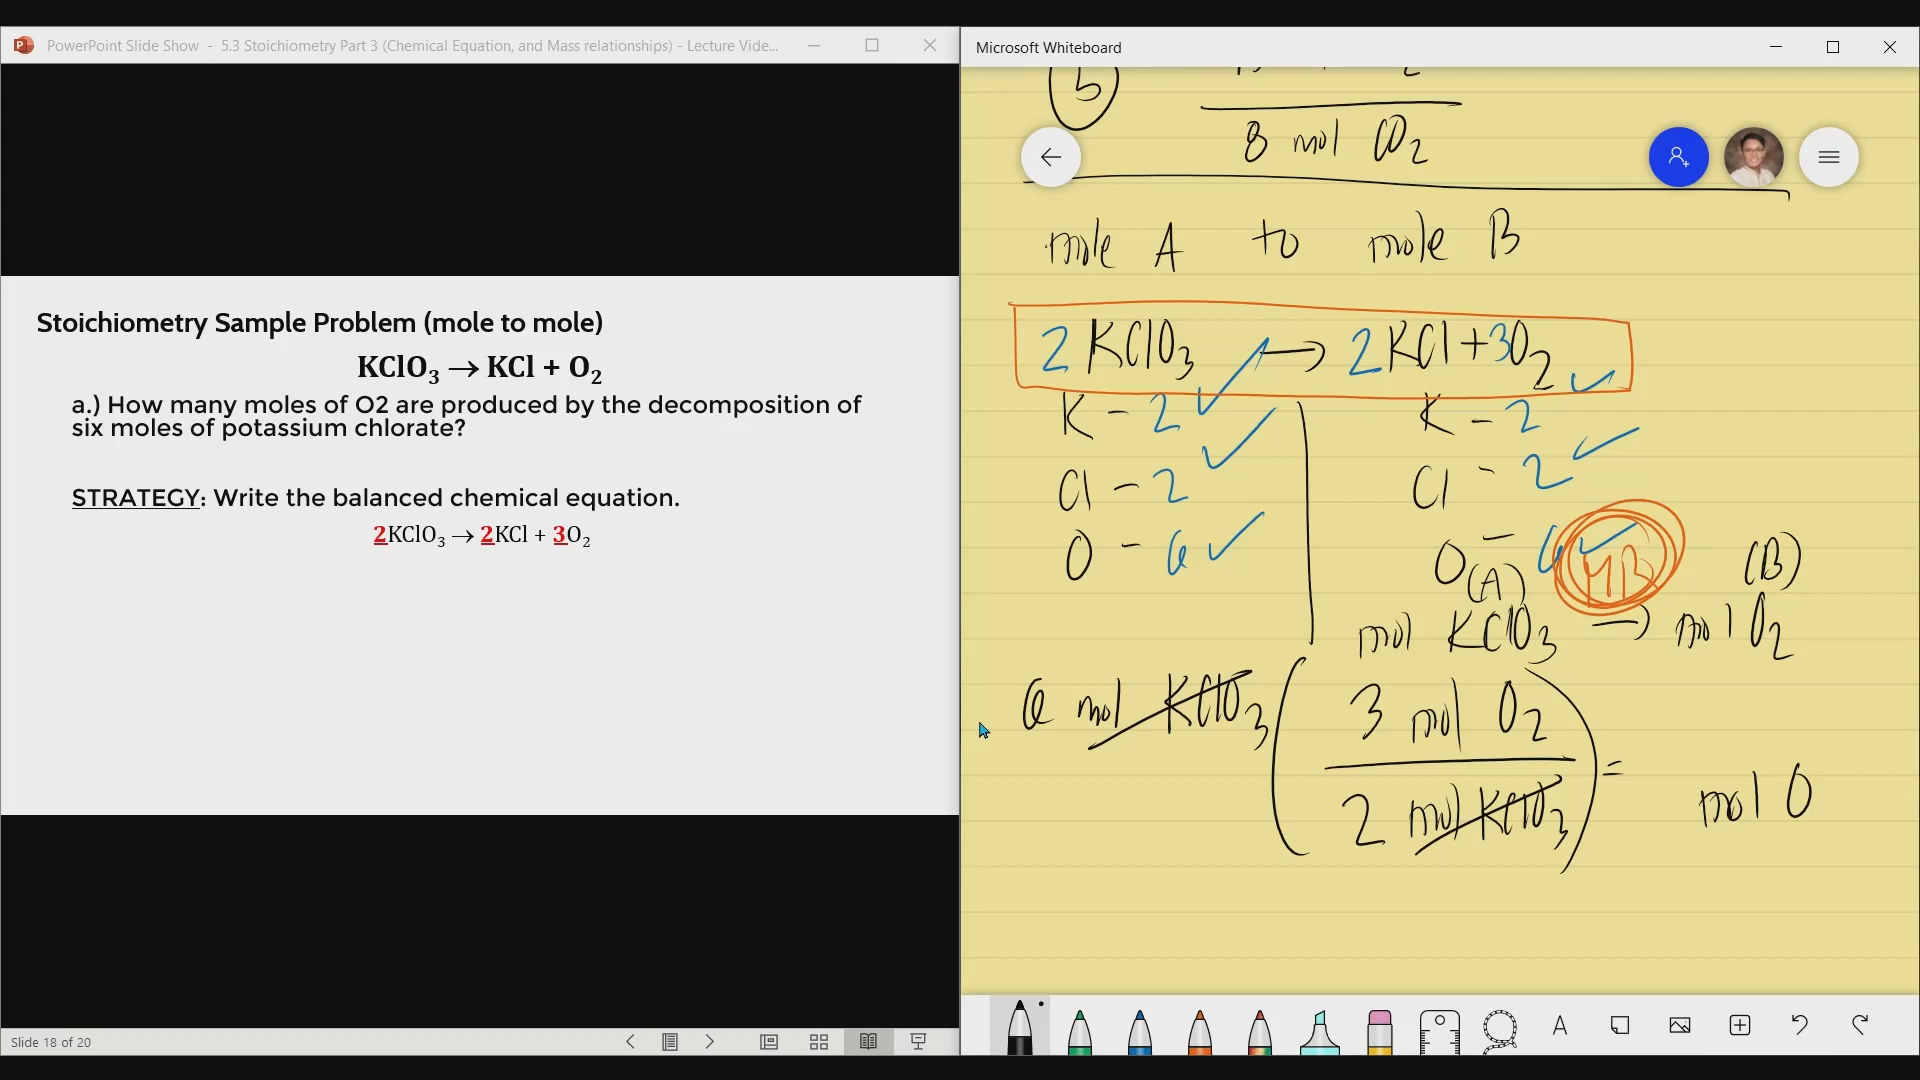 PowerPoint Slide Show - 5.3 Stoichiometry Part 3 (Chemical Equation, and Mass relationships) - Lecture Vide...
Stoichiometry Sample Problem (mole to mole)
KClO₃ → KCl + O₂
a.) How many moles of O2 are produced by the decomposition of
six moles of potassium chlorate?
STRATEGY: Write the balanced chemical equation.
2KClO₃ → 2KCl + 3O₂
Slide 18 of 20
Microsoft Whiteboard
8 mol CO₂
mole A to mole B
2 KClO₃ → 2 KCl + 3 O₂
K - 2 K - 2
Cl - 2 Cl - 2
O - 6 O - 6
MB
(A) (B)
mol KClO₃ → mol O₂
6 mol KClO₃ ( 3 mol O₂
2 mol KClO₃ ) = mol O